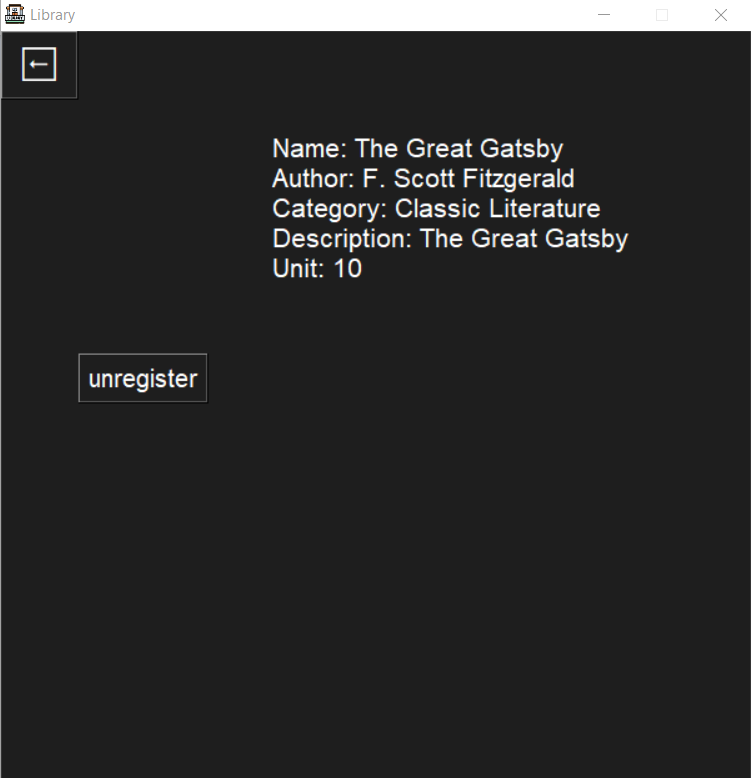 Library
Name: The Great Gatsby
Author: F. Scott Fitzgerald
Category: Classic Literature
Description: The Great Gatsby
Unit: 10
unregister